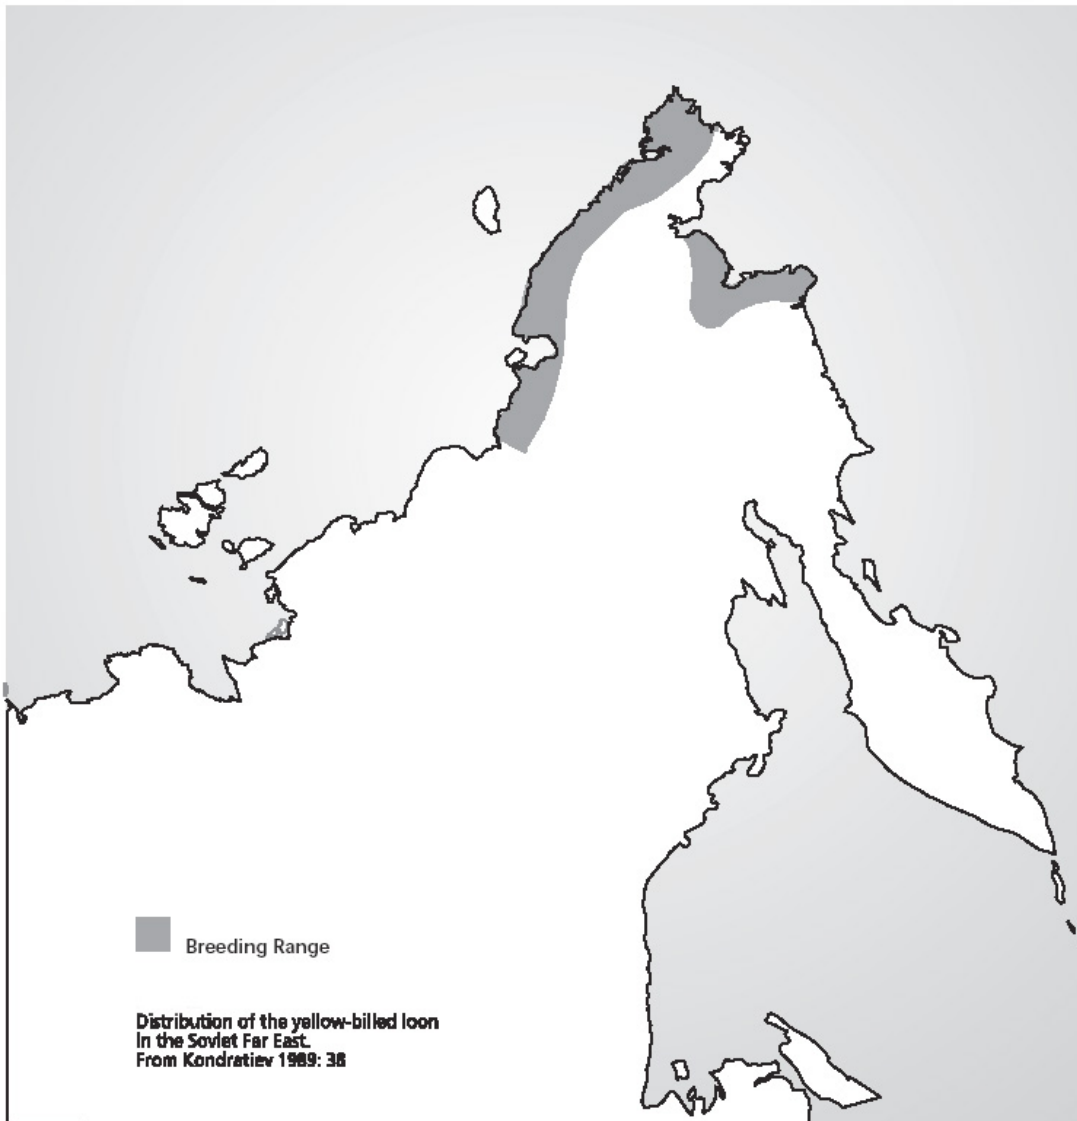 Breeding Range
Distribution of the yellow-billed loon
in the Soviet Far East.
From Kondratiev 1989: 38